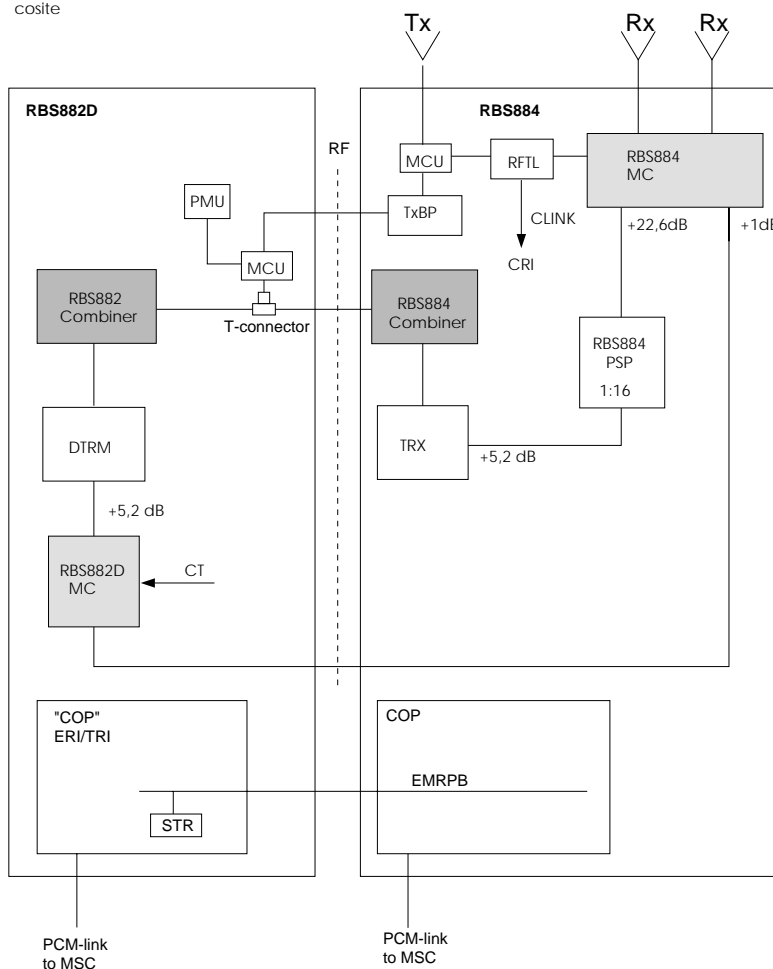 cosite
Tx
Rx
Rx
RBS882D
RBS884
RF
MCU
RFTL
RBS884
MC
PMU
TxBP
CLINK
+22,6dB
+1dB
MCU
CRI
RBS882
Combiner
RBS884
Combiner
T-connector
RBS884
PSP
1:16
DTRM
TRX
+5,2 dB
+5,2 dB
RBS882D
MC
CT
"COP"
ERI/TRI
COP
EMRPB
STR
PCM-link
to MSC
PCM-link
to MSC